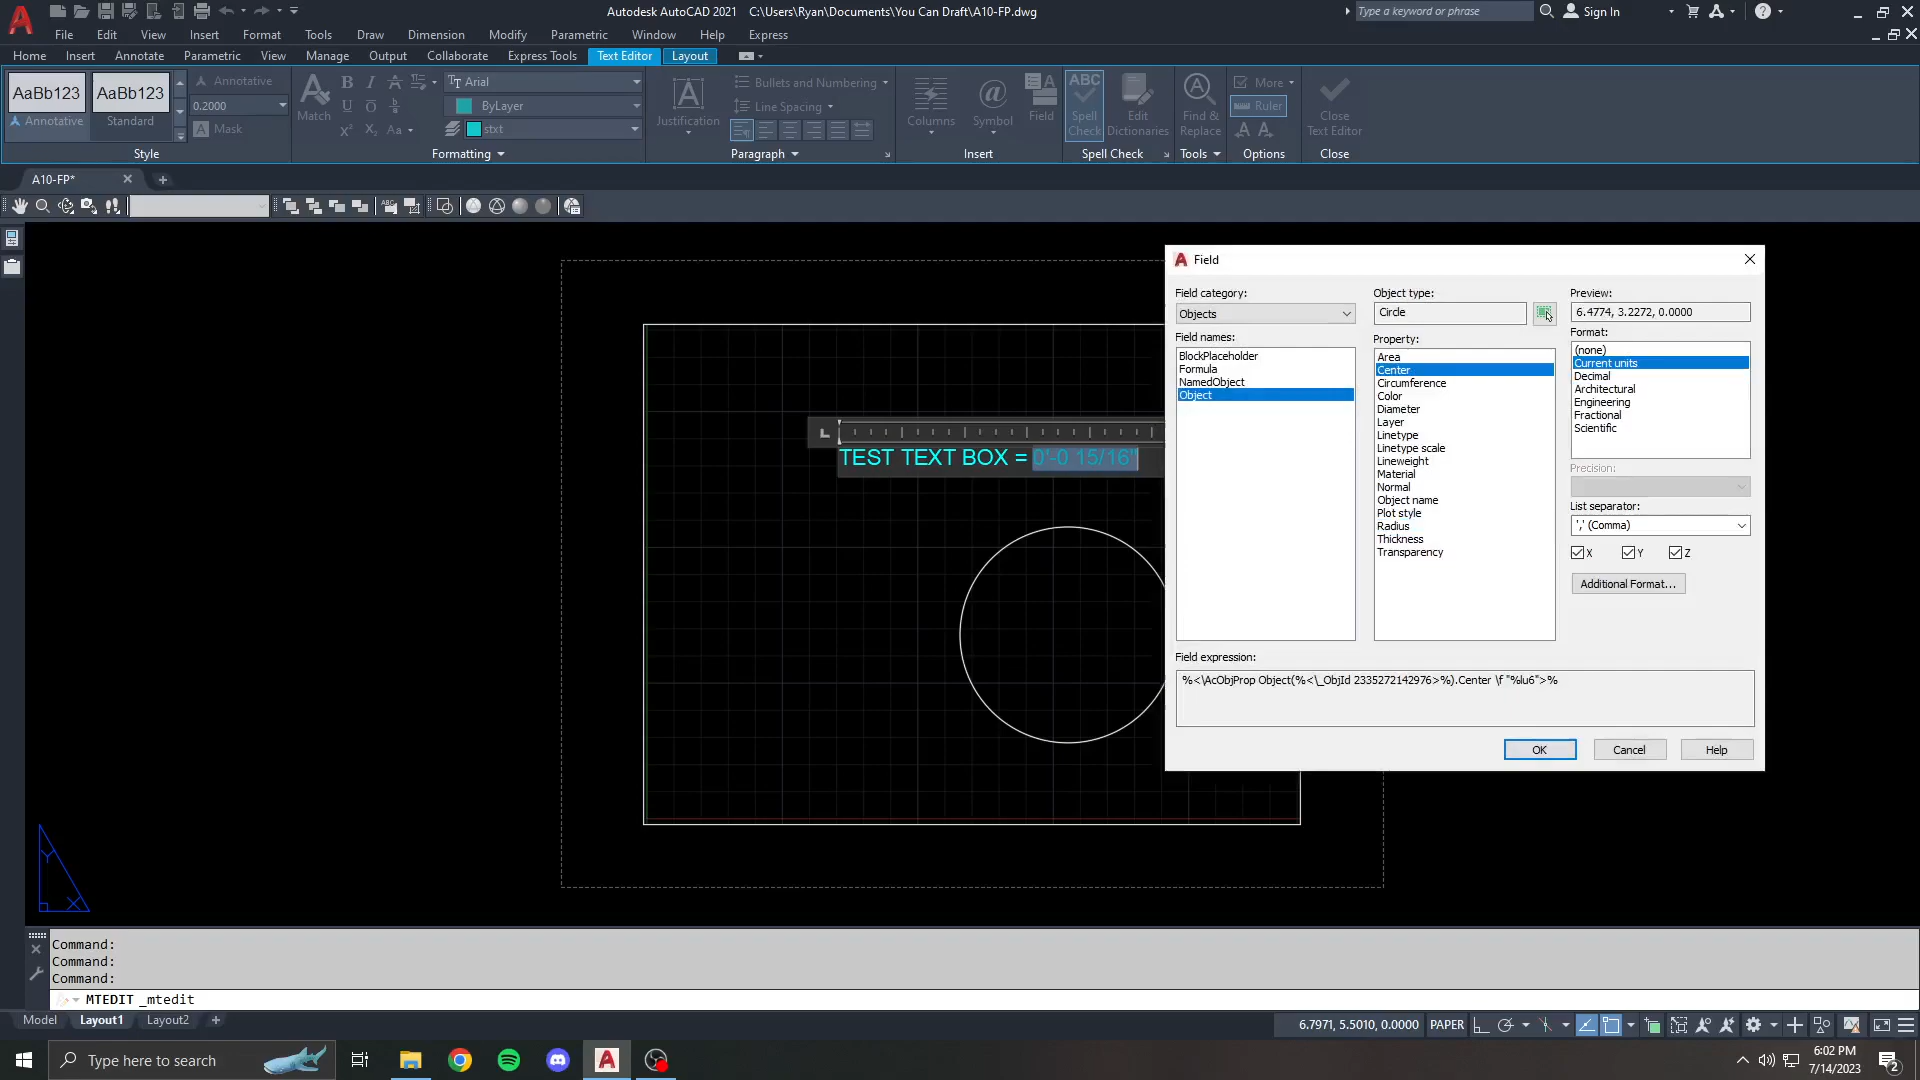 Autodesk AutoCAD 2021 C:\Users\Ryan\Documents\You Can Draft\A10-FP.dwg
Type a keyword or phrase
Sign In
File Edit View Insert Format Tools Draw Dimension Modify Parametric Window Help Express
Home Insert Annotate Parametric View Manage Output Collaborate Express Tools Text Editor Layout
AaBb123 AaBb123
Annotative
Standard
Annotative
0.2000
Mask
Style
Match
B I A
U O
Aa
Arial
ByLayer
stxt
Formatting
Justification
Bullets and Numbering
Line Spacing
Paragraph
Columns
Symbol
Field
Insert
ABC
Spell
Check
Edit
Dictionaries
Spell Check
Find &
Replace
Tools
More
Ruler
Options
Close
Text Editor
Close
A10-FP*
TEST TEXT BOX = 0'-0 15/16"
Field
Field category:
Objects
Field names:
BlockPlaceholder
Formula
NamedObject
Object
Object type:
Circle
Property:
Area
Center
Circumference
Color
Diameter
Layer
Linetype
Linetype scale
Lineweight
Material
Normal
Object name
Plot style
Radius
Thickness
Transparency
Preview:
6.4774, 3.2272, 0.0000
Format:
(none)
Current units
Decimal
Architectural
Engineering
Fractional
Scientific
Precision:
List separator:
',' (Comma)
X Y Z
Additional Format...
Field expression:
%<\AcObjProp Object(%<\_ObjId 2335272142976>%).Center \f "%lu6">%
OK Cancel Help
Y
X
Command:
Command:
Command:
MTEDIT _mtedit
Model Layout1 Layout2
6.7971, 5.5010, 0.0000 PAPER
Type here to search
6:02 PM
7/14/2023
2